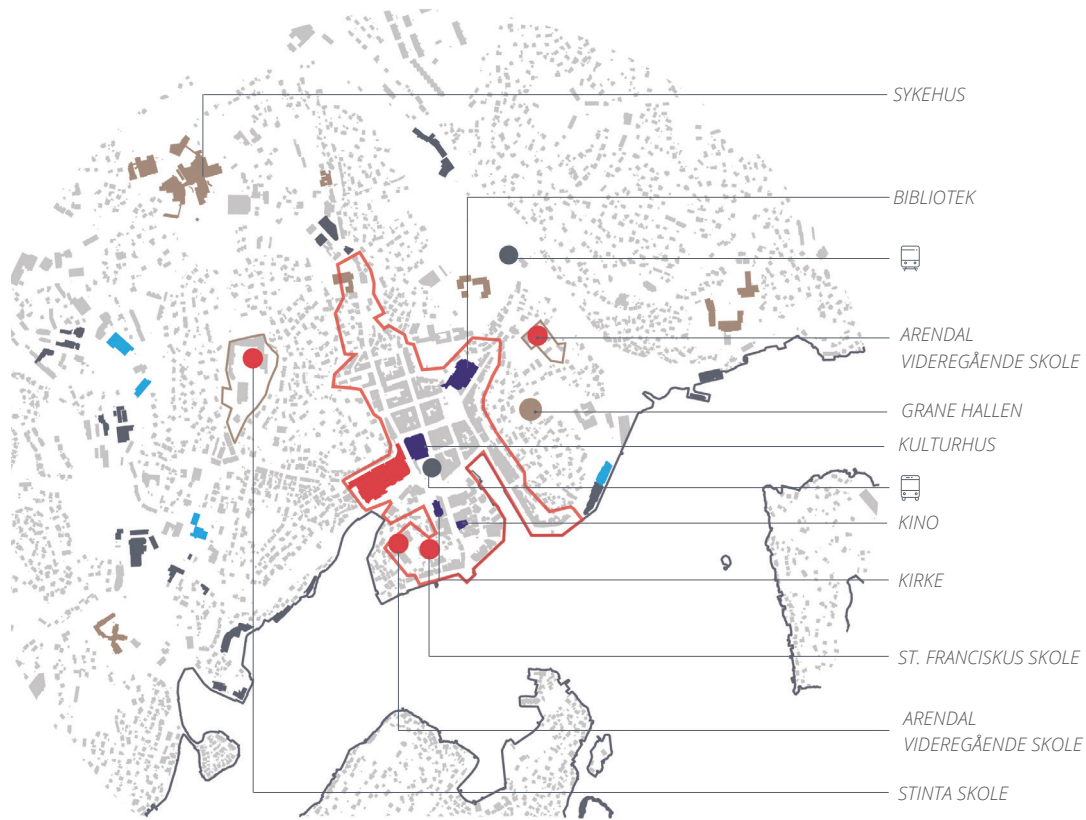 SYKEHUS
BIBLIOTEK
ARENDAL
VIDEREGÅENDE SKOLE
GRANE HALLEN
KULTURHUS
KINO
KIRKE
ST. FRANCISKUS SKOLE
ARENDAL
VIDEREGÅENDE SKOLE
STINTA SKOLE